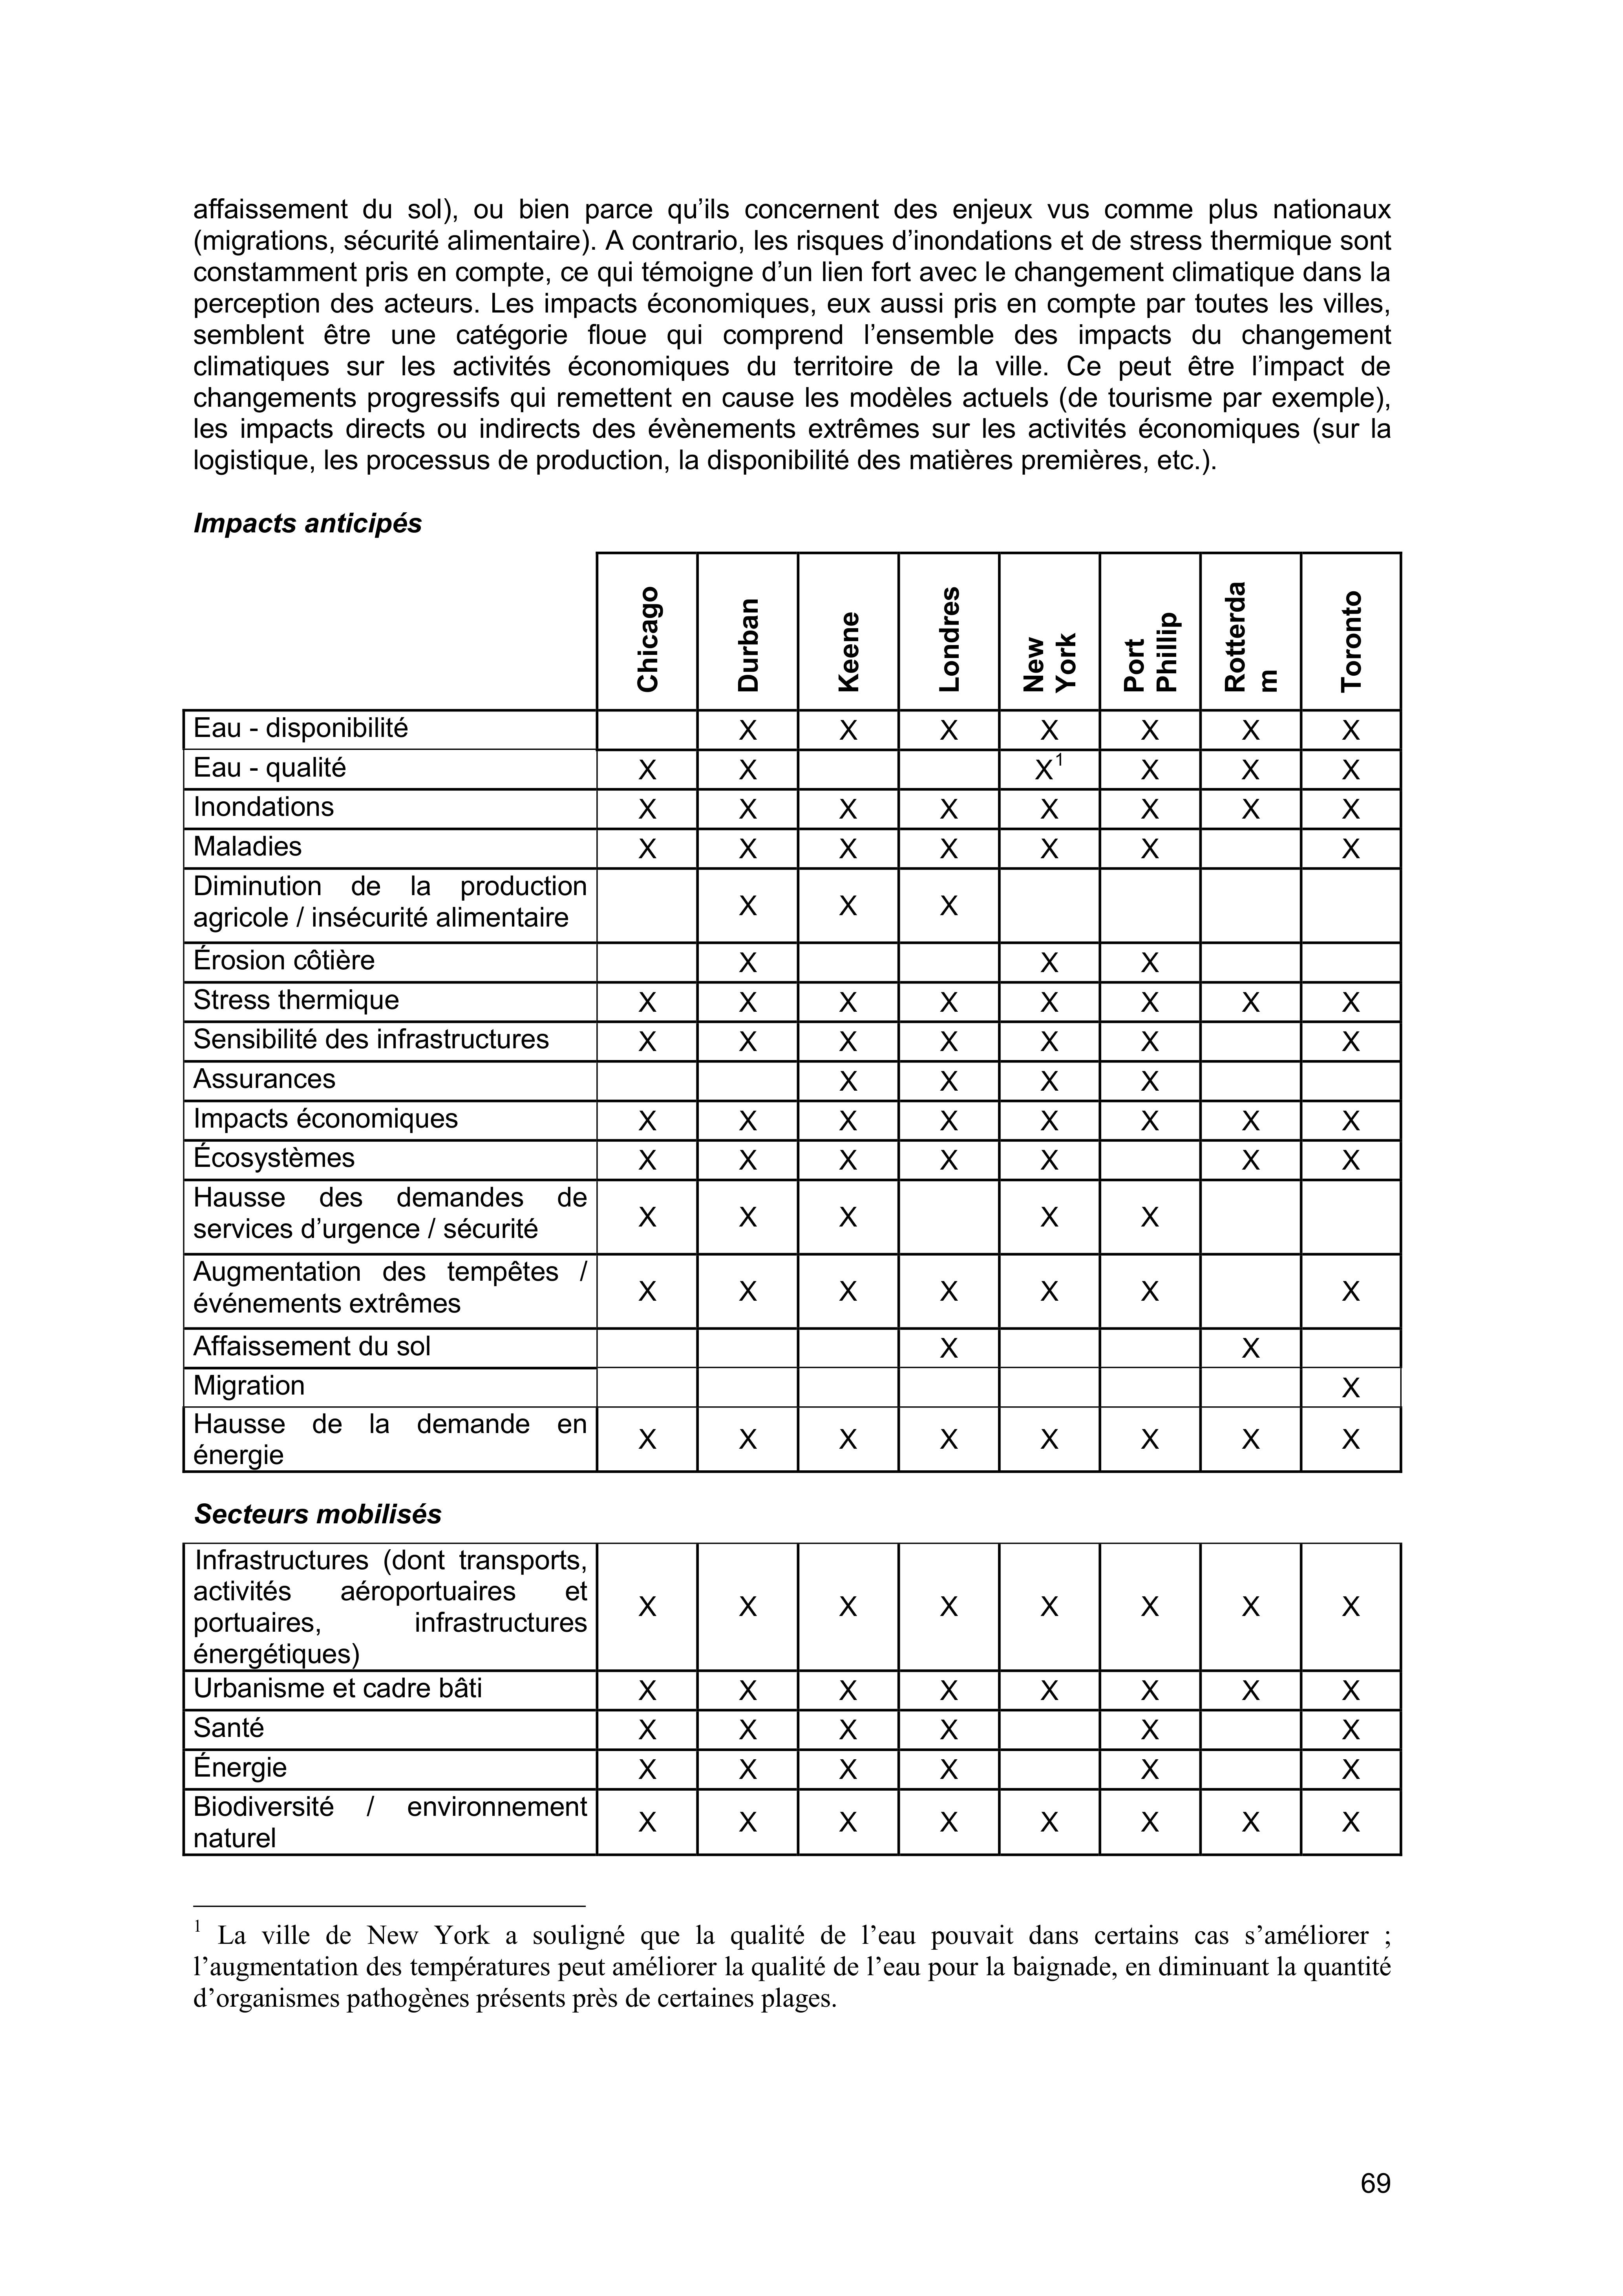 affaissement du sol), ou bien parce qu’ils concernent des enjeux vus comme plus nationaux
(migrations, sécurité alimentaire). A contrario, les risques d’inondations et de stress thermique sont
constamment pris en compte, ce qui témoigne d’un lien fort avec le changement climatique dans la
perception des acteurs. Les impacts économiques, eux aussi pris en compte par toutes les villes,
semblent être une catégorie floue qui comprend l’ensemble des impacts du changement
climatiques sur les activités économiques du territoire de la ville. Ce peut être l’impact de
changements progressifs qui remettent en cause les modèles actuels (de tourisme par exemple),
les impacts directs ou indirects des évènements extrêmes sur les activités économiques (sur la
logistique, les processus de production, la disponibilité des matières premières, etc.).
Impacts anticipés
Chicago
Durban
Keene
Londres
New
York
Port
Phillip
Rotterda
m
Toronto
Eau - disponibilité X X X X X X X
Eau - qualité X X X¹ X X X
Inondations X X X X X X X X
Maladies X X X X X X X
Diminution de la production
agricole / insécurité alimentaire X X X
Érosion côtière X X X
Stress thermique X X X X X X X X
Sensibilité des infrastructures X X X X X X X
Assurances X X X X
Impacts économiques X X X X X X X X
Écosystèmes X X X X X X X
Hausse des demandes de
services d’urgence / sécurité X X X X X
Augmentation des tempêtes /
événements extrêmes X X X X X X X
Affaissement du sol X X
Migration X
Hausse de la demande en
énergie X X X X X X X X
Secteurs mobilisés
Infrastructures (dont transports,
activités aéroportuaires et
portuaires, infrastructures
énergétiques) X X X X X X X X
Urbanisme et cadre bâti X X X X X X X X
Santé X X X X X X
Énergie X X X X X X
Biodiversité / environnement
naturel X X X X X X X X
¹ La ville de New York a souligné que la qualité de l’eau pouvait dans certains cas s’améliorer ;
l’augmentation des températures peut améliorer la qualité de l’eau pour la baignade, en diminuant la quantité
d’organismes pathogènes présents près de certaines plages.
69